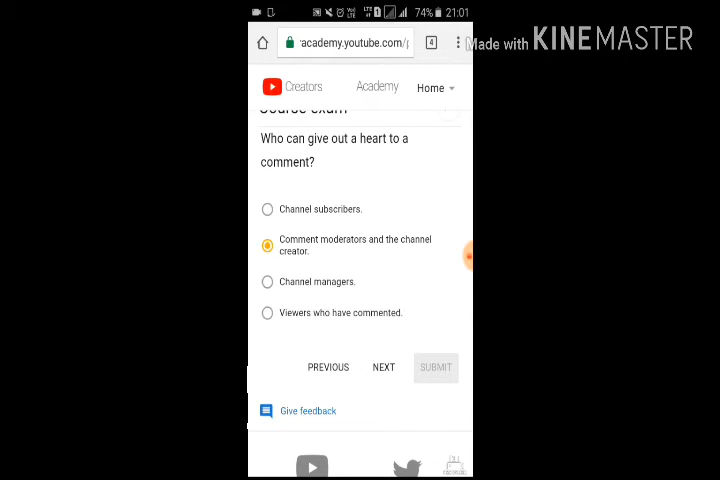 74% 21:01
academy.youtube.com/
4
Made with KINEMASTER
Creators Academy Home
Course exam
Who can give out a heart to a
comment?
Channel subscribers.
Comment moderators and the channel
creator.
Channel managers.
Viewers who have commented.
PREVIOUS NEXT SUBMIT
Give feedback